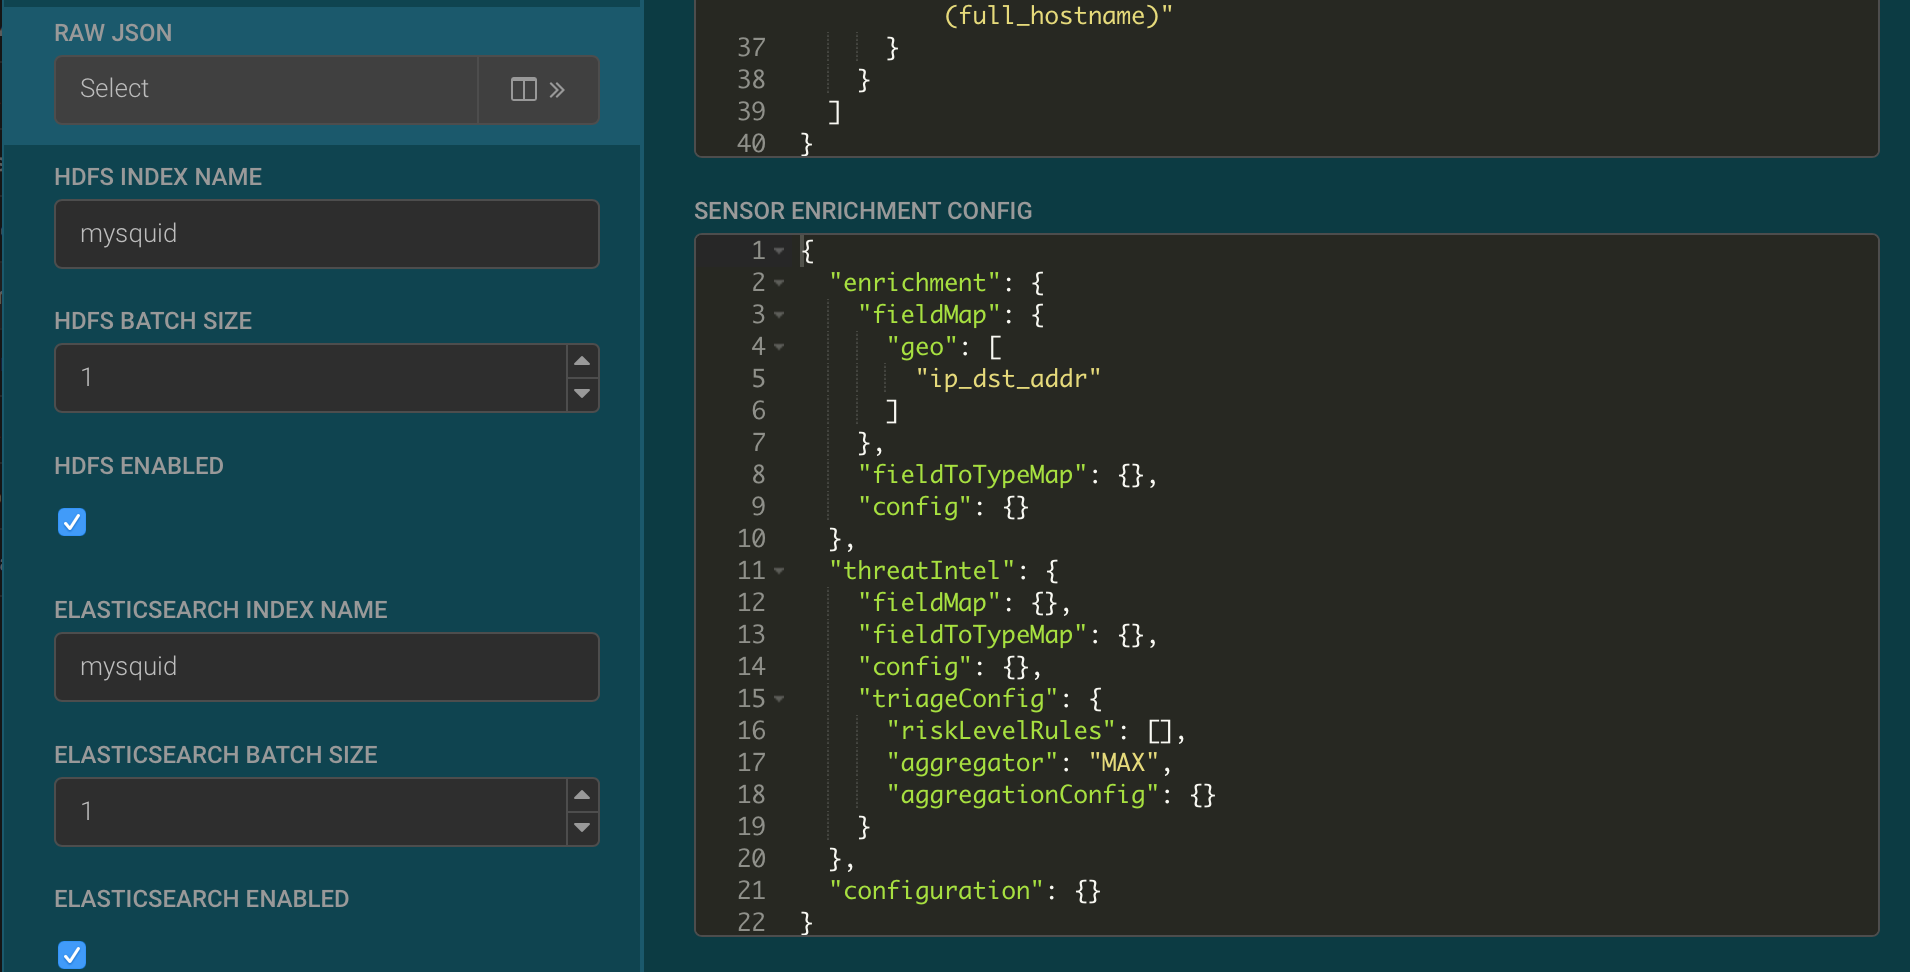 RAW JSON
Select
HDFS INDEX NAME
mysquid
HDFS BATCH SIZE
1
HDFS ENABLED
ELASTICSEARCH INDEX NAME
mysquid
ELASTICSEARCH BATCH SIZE
1
ELASTICSEARCH ENABLED
(full_hostname)"
37 }
38 }
39 ]
40 }
SENSOR ENRICHMENT CONFIG
1 {
2 "enrichment": {
3 "fieldMap": {
4 "geo": [
5 "ip_dst_addr"
6 ]
7 },
8 "fieldToTypeMap": {},
9 "config": {}
10 },
11 "threatIntel": {
12 "fieldMap": {},
13 "fieldToTypeMap": {},
14 "config": {},
15 "triageConfig": {
16 "riskLevelRules": [],
17 "aggregator": "MAX",
18 "aggregationConfig": {}
19 }
20 },
21 "configuration": {}
22 }